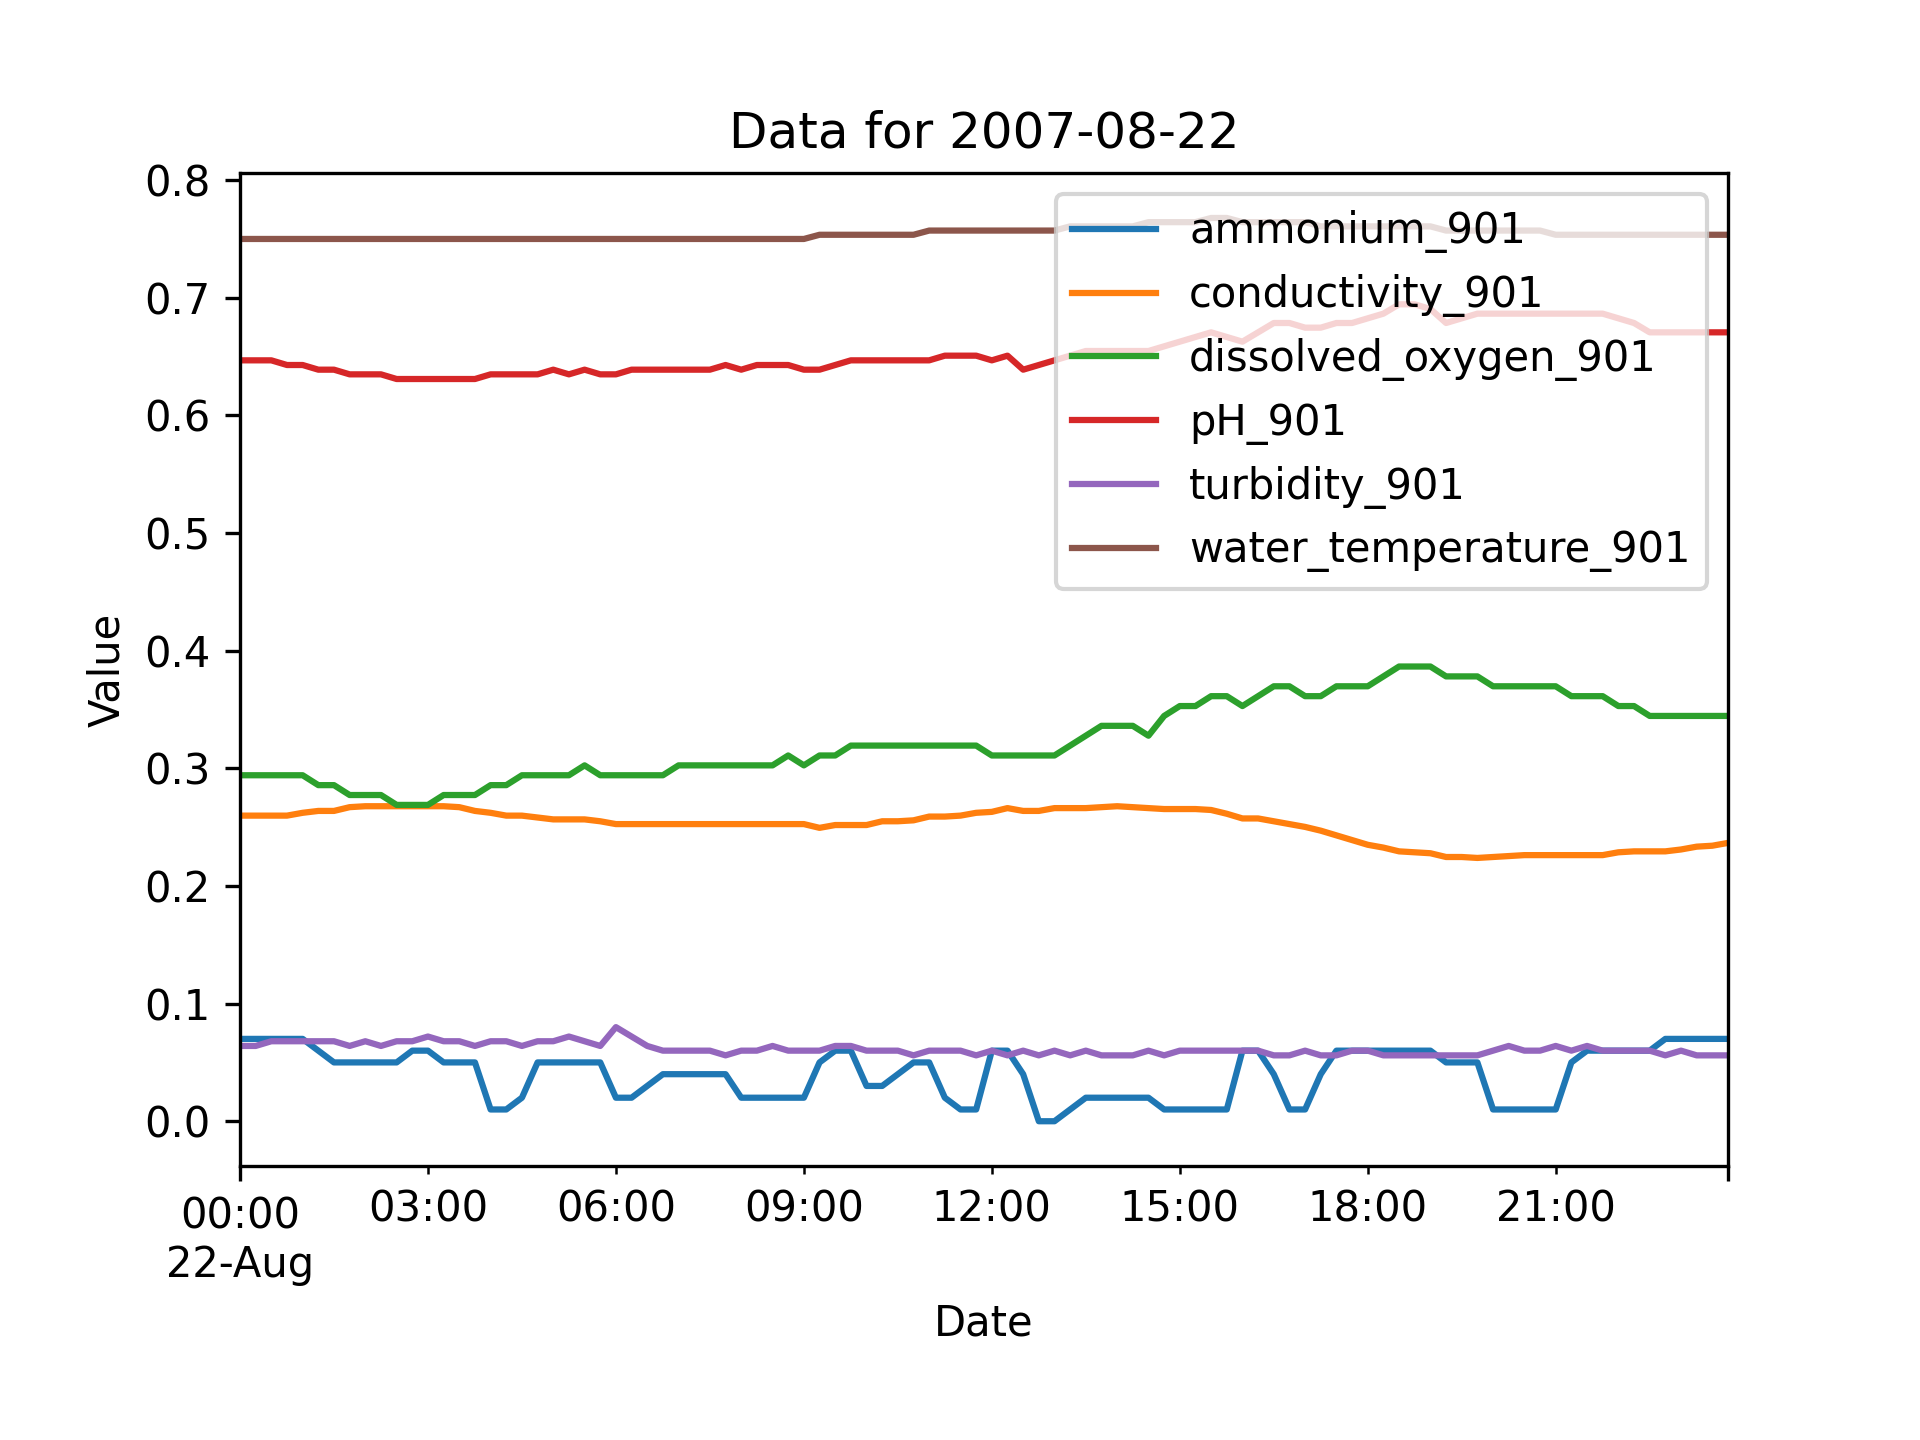 Data for 2007-08-22
0.8
0.7
0.6
0.5
0.4
0.3
0.2
0.1
0.0
Value
ammonium_901
conductivity_901
dissolved_oxygen_901
pH_901
turbidity_901
water_temperature_901
00:00 03:00 06:00 09:00 12:00 15:00 18:00 21:00
22-Aug
Date